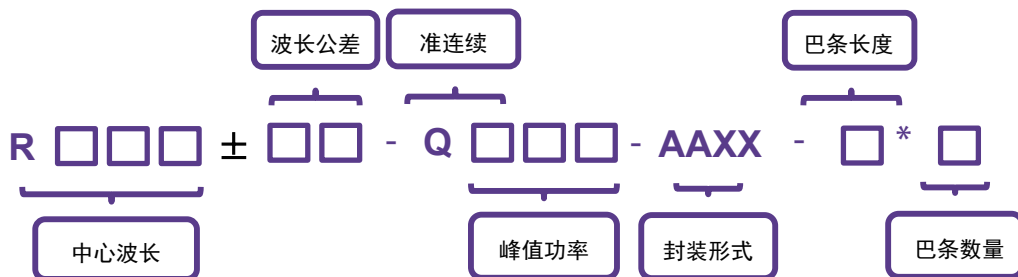 波长公差 准连续 巴条长度
R □□□ ± □□ - Q □□□ - AAXX - □ * □
中心波长 峰值功率 封装形式 巴条数量